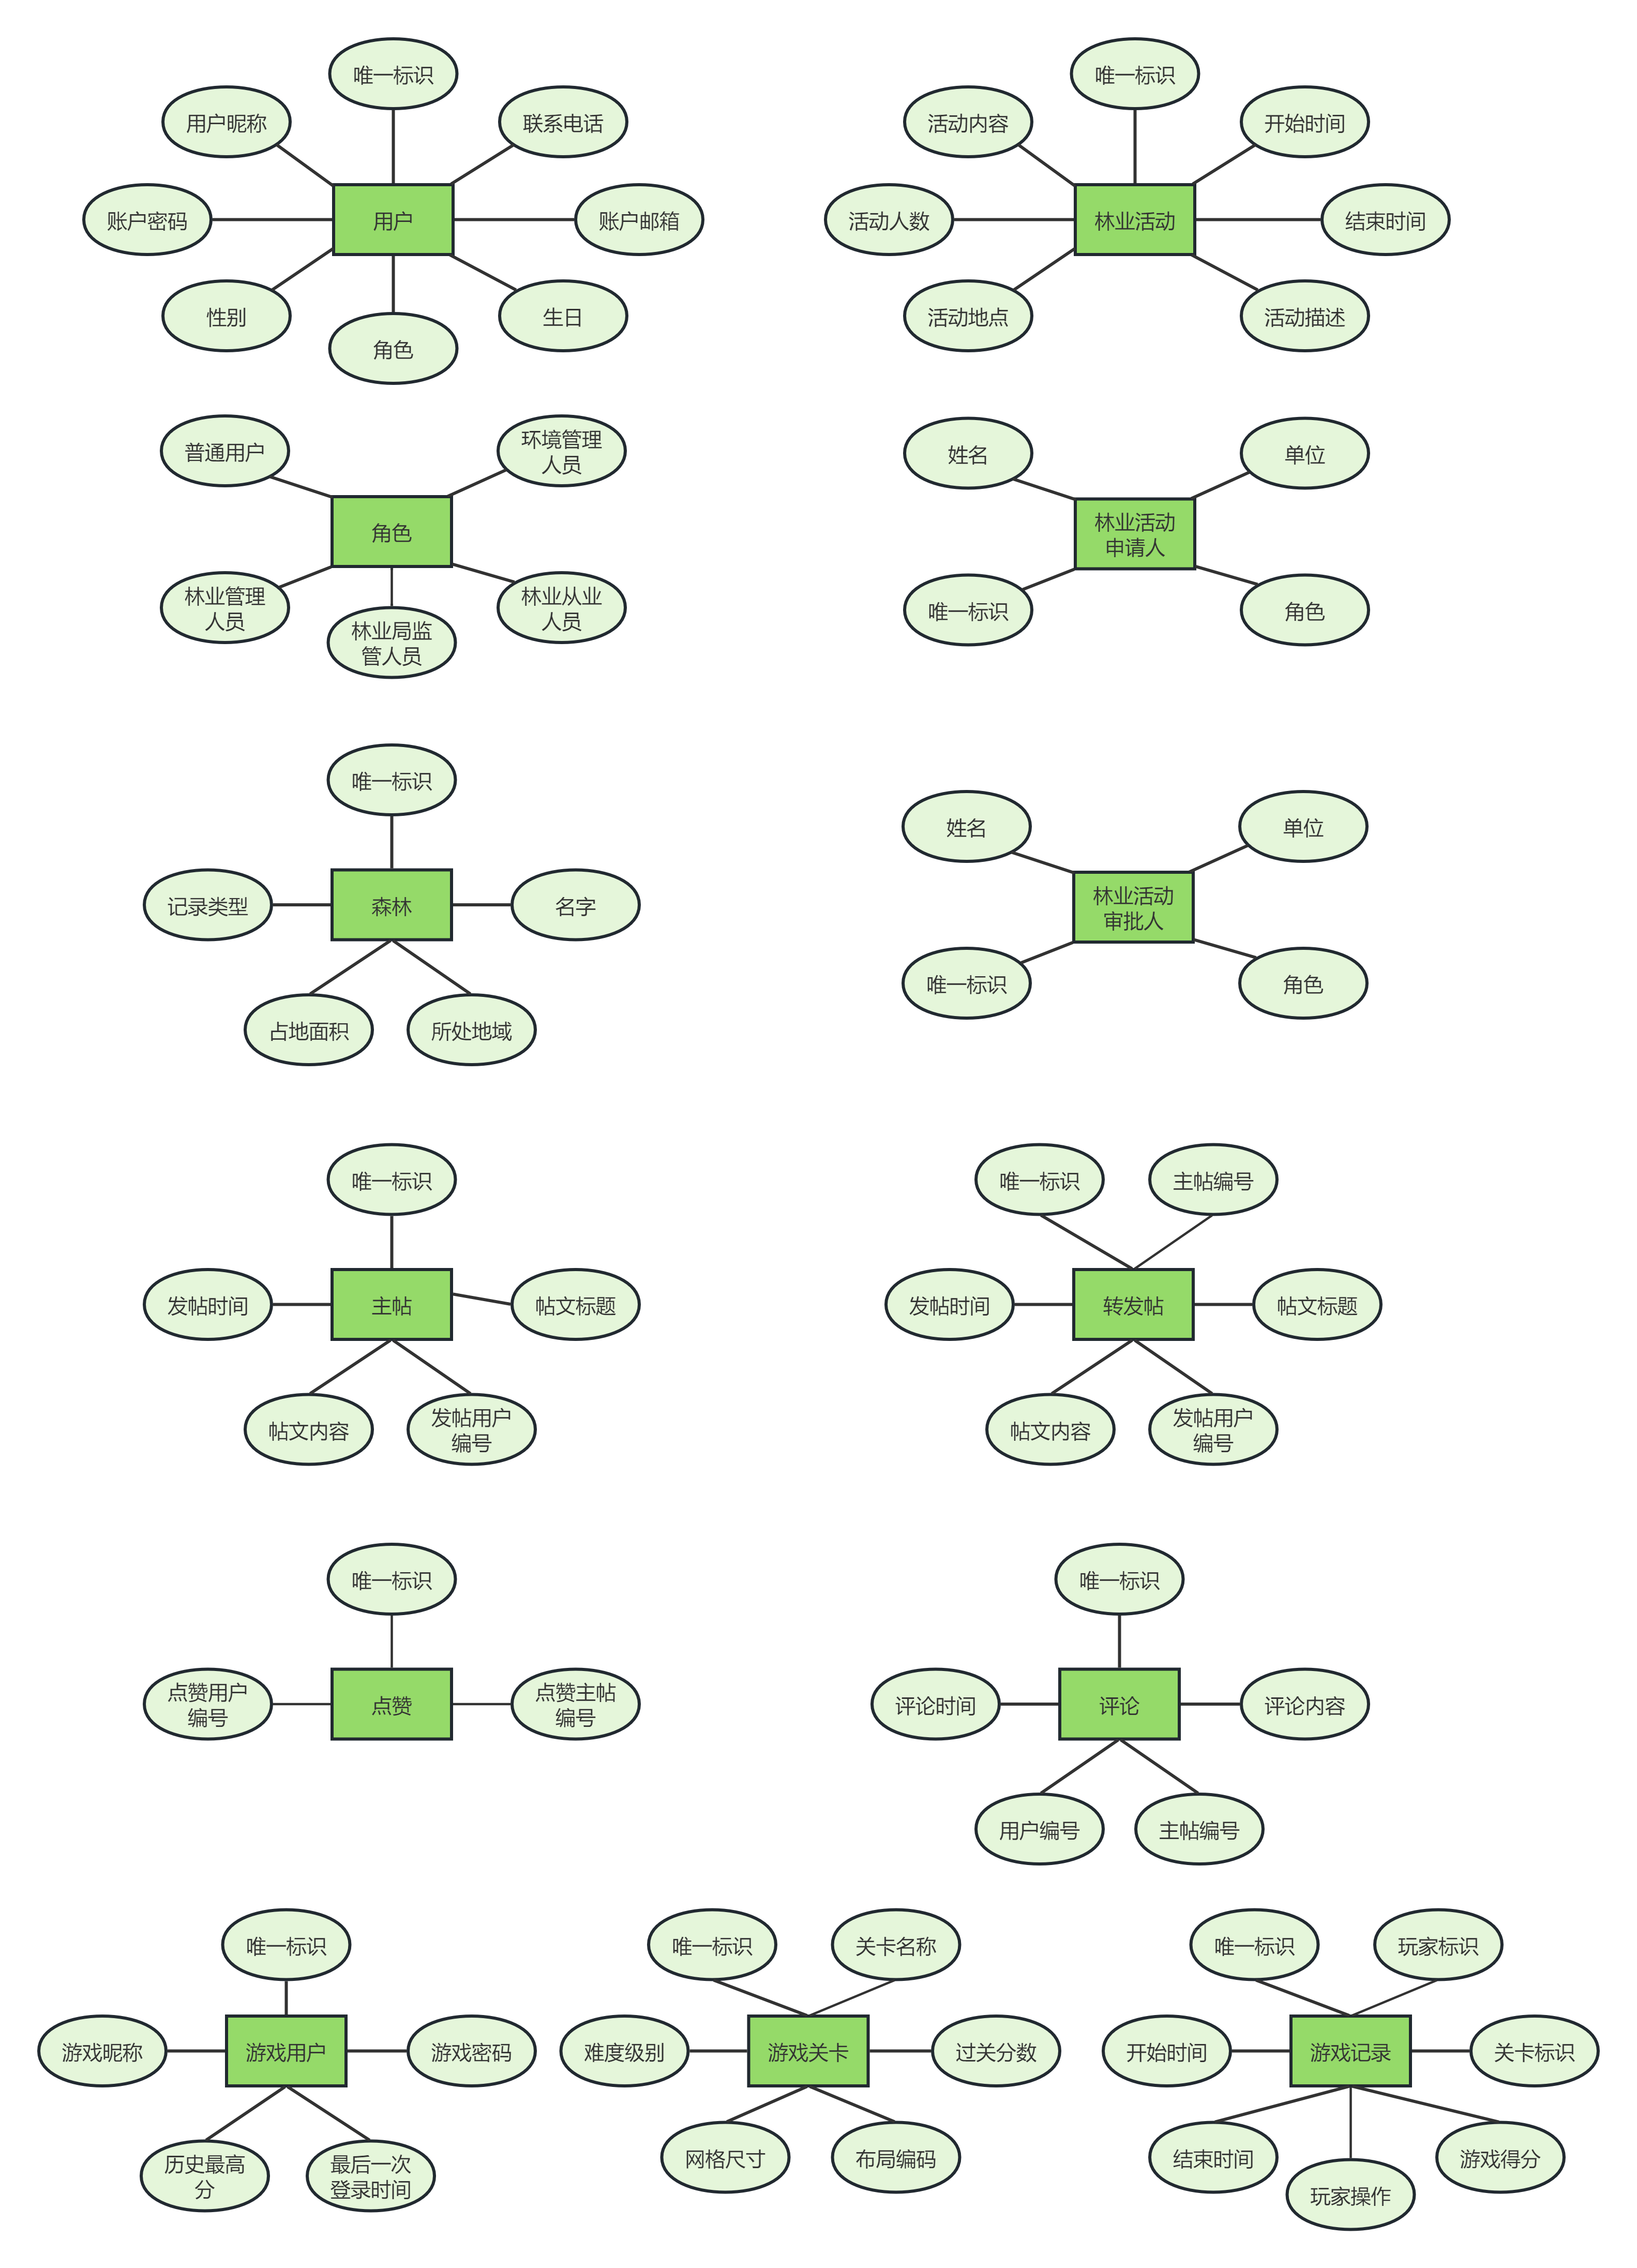 唯一标识
用户昵称
联系电话
账户密码
用户
账户邮箱
性别
生日
角色
唯一标识
活动内容
开始时间
活动人数
林业活动
结束时间
活动地点
活动描述
普通用户
环境管理
人员
角色
林业管理
人员
林业局监
管人员
林业从业
人员
姓名
单位
林业活动
申请人
唯一标识
角色
唯一标识
记录类型
森林
名字
占地面积
所处地域
姓名
单位
林业活动
审批人
唯一标识
角色
唯一标识
发帖时间
主帖
帖文标题
帖文内容
发帖用户
编号
唯一标识
主帖编号
发帖时间
转发帖
帖文标题
帖文内容
发帖用户
编号
唯一标识
点赞用户
编号
点赞
点赞主帖
编号
唯一标识
评论时间
评论
评论内容
用户编号
主帖编号
唯一标识
游戏昵称
游戏用户
游戏密码
历史最高
分
最后一次
登录时间
唯一标识
关卡名称
难度级别
游戏关卡
过关分数
网格尺寸
布局编码
唯一标识
玩家标识
开始时间
游戏记录
关卡标识
结束时间
玩家操作
游戏得分